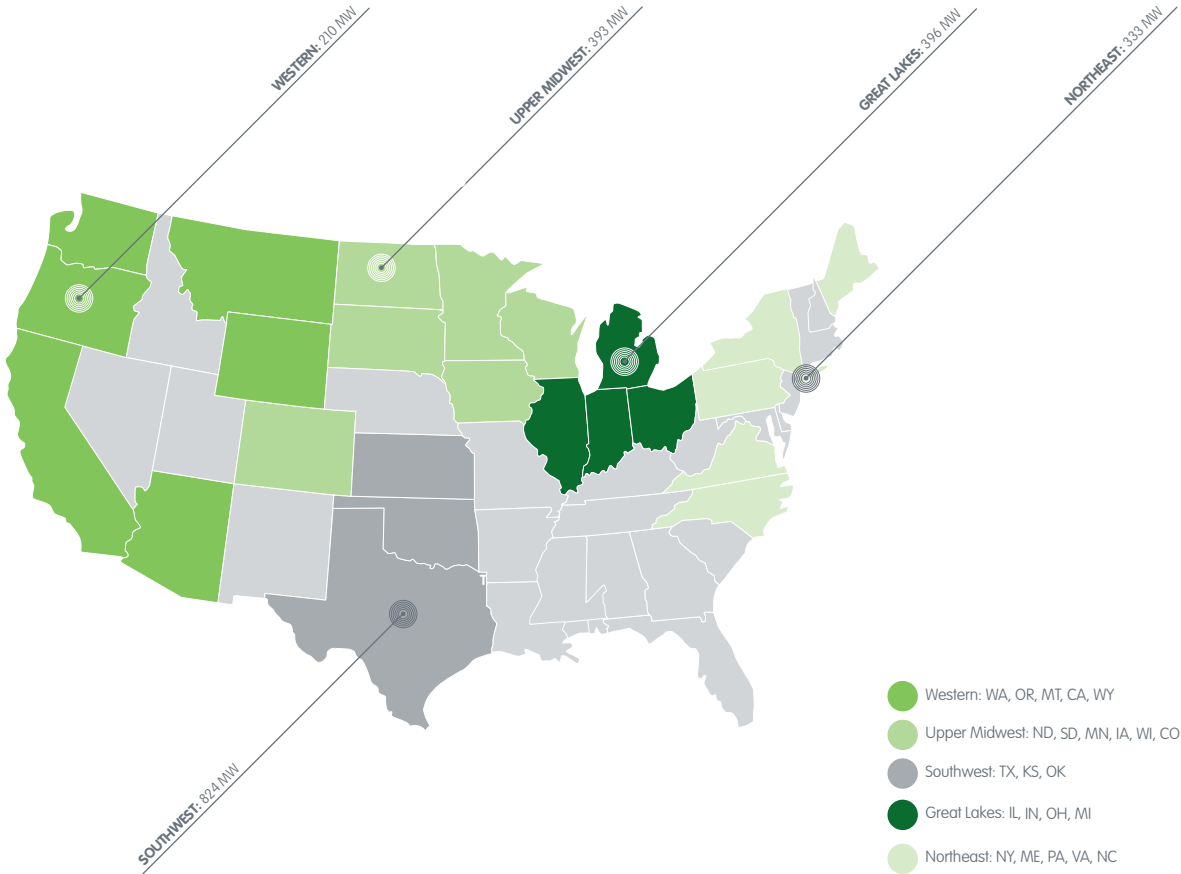 WESTERN: 210 MW
UPPER MIDWEST: 393 MW
GREAT LAKES: 396 MW
NORTHEAST: 333 MW
T
SOUTHWEST: 824 MW
Western: WA, OR, MT, CA, WY
Upper Midwest: ND, SD, MN, IA, WI, CO
Southwest: TX, KS, OK
Great Lakes: IL, IN, OH, MI
Northeast: NY, ME, PA, VA, NC